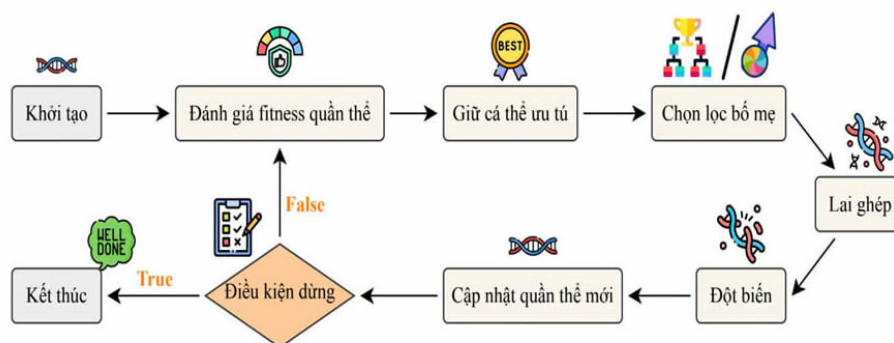 BEST
Khởi tạo
Đánh giá fitness quần thể
Giữ cá thể ưu tú
Chọn lọc bố mẹ
Lai ghép
Đột biến
Cập nhật quần thể mới
Điều kiện dừng
False
True
WELL
DONE
Kết thúc